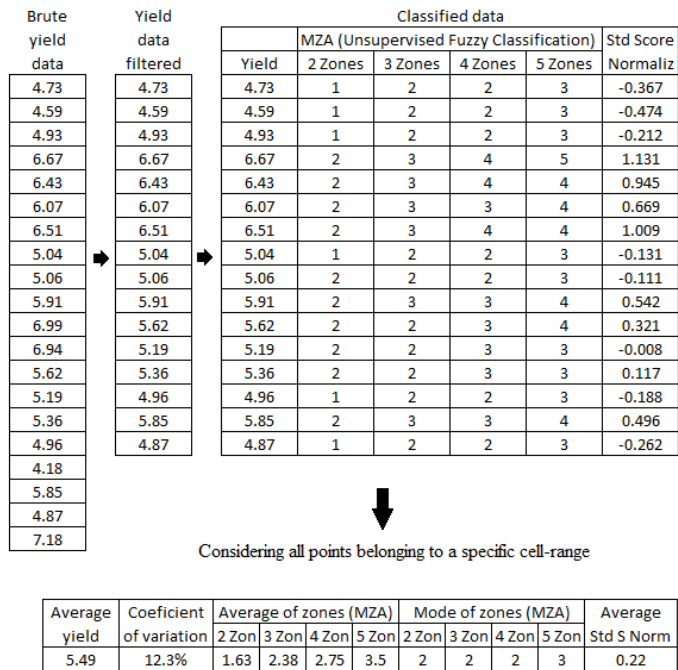 Brute yield data
4.73
4.59
4.93
6.67
6.43
6.07
6.51
5.04
5.06
5.91
6.99
6.94
5.62
5.19
5.36
4.96
4.18
5.85
4.87
7.18
Yield data filtered
4.73
4.59
4.93
6.67
6.43
6.07
6.51
5.04
5.06
5.91
5.62
5.19
5.36
4.96
5.85
4.87
Classified data
MZA (Unsupervised Fuzzy Classification) Std Score
Yield 2 Zones 3 Zones 4 Zones 5 Zones Normaliz
4.73 1 2 2 3 -0.367
4.59 1 2 2 3 -0.474
4.93 1 2 2 3 -0.212
6.67 2 3 4 5 1.131
6.43 2 3 4 4 0.945
6.07 2 3 3 4 0.669
6.51 2 3 4 4 1.009
5.04 1 2 2 3 -0.131
5.06 2 2 2 3 -0.111
5.91 2 3 3 4 0.542
5.62 2 2 3 4 0.321
5.19 2 2 3 3 -0.008
5.36 2 2 3 3 0.117
4.96 1 2 2 3 -0.188
5.85 2 3 3 4 0.496
4.87 1 2 2 3 -0.262
Considering all points belonging to a specific cell-range
Average Coeficient Average of zones (MZA) Mode of zones (MZA) Average
yield of variation 2 Zon 3 Zon 4 Zon 5 Zon 2 Zon 3 Zon 4 Zon 5 Zon Std S Norm
5.49 12.3% 1.63 2.38 2.75 3.5 2 2 2 3 0.22